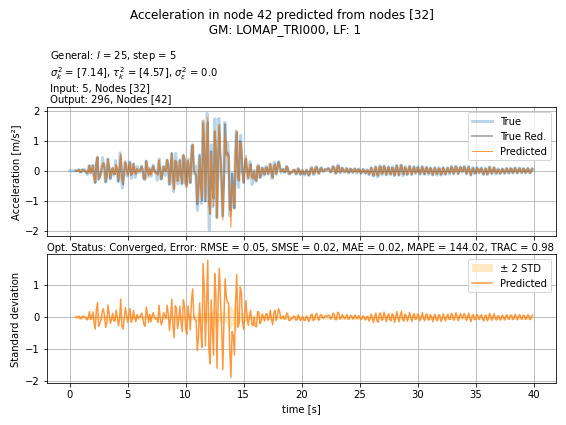 Acceleration in node 42 predicted from nodes [32]
GM: LOMAP_TRI000, LF: 1
General: l = 25, step = 5
σ²ₖ = [7.14], τ²ₖ = [4.57], σ²ε = 0.0
Input: 5, Nodes [32]
Output: 296, Nodes [42]
Acceleration [m/s²]
2
1
0
−1
−2
True
True Red.
Predicted
Opt. Status: Converged, Error: RMSE = 0.05, SMSE = 0.02, MAE = 0.02, MAPE = 144.02, TRAC = 0.98
Standard deviation
1
0
−1
−2
± 2 STD
Predicted
0 5 10 15 20 25 30 35 40
time [s]